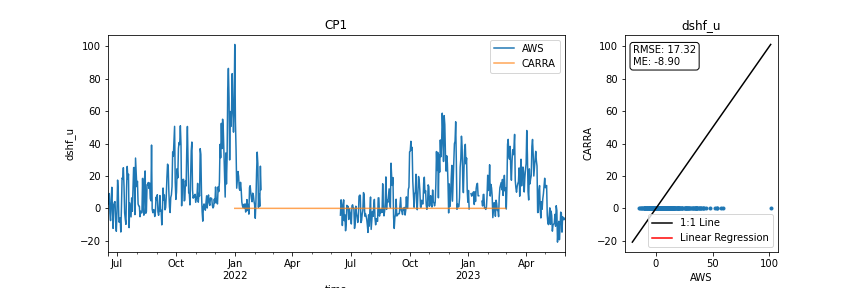 CP1
dshf_u
100
80
60
40
20
0
−20
AWS
CARRA
Jul
Oct
Jan
2022
Apr
Jul
Oct
Jan
2023
Apr
dshf_u
RMSE: 17.32
ME: -8.90
CARRA
100
80
60
40
20
0
−20
1:1 Line
Linear Regression
0
50
100
AWS